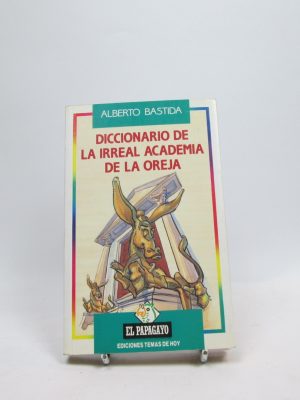 ALBERTO BASTIDA
DICCIONARIO DE
LA IRREAL ACADEMIA
DE LA OREJA
EL PAPAGAYO
EDICIONES TEMAS DE HOY